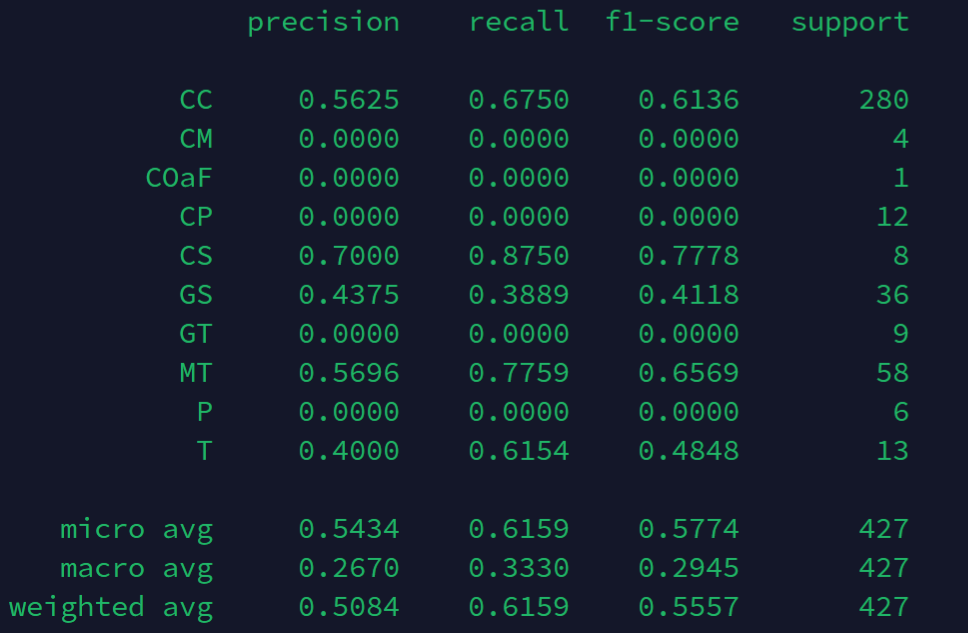 precision recall f1-score support
CC 0.5625 0.6750 0.6136 280
CM 0.0000 0.0000 0.0000 4
COaF 0.0000 0.0000 0.0000 1
CP 0.0000 0.0000 0.0000 12
CS 0.7000 0.8750 0.7778 8
GS 0.4375 0.3889 0.4118 36
GT 0.0000 0.0000 0.0000 9
MT 0.5696 0.7759 0.6569 58
P 0.0000 0.0000 0.0000 6
T 0.4000 0.6154 0.4848 13
micro avg 0.5434 0.6159 0.5774 427
macro avg 0.2670 0.3330 0.2945 427
weighted avg 0.5084 0.6159 0.5557 427